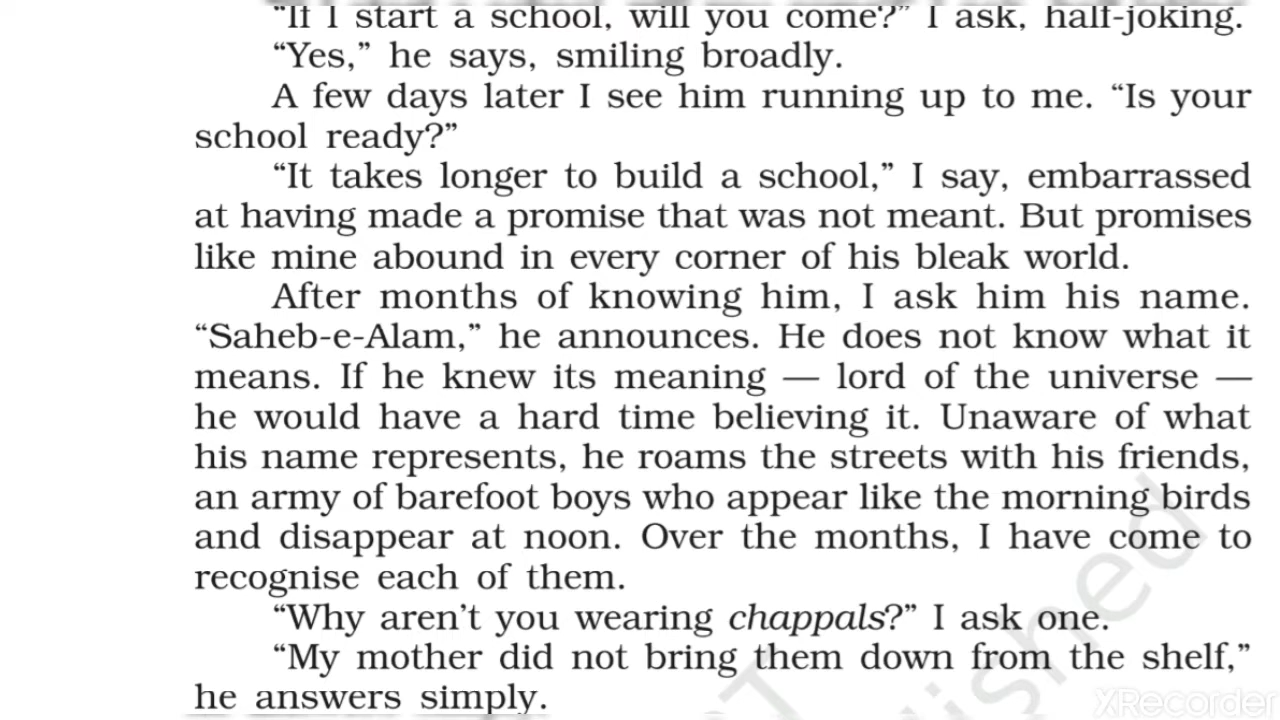 “If I start a school, will you come?” I ask, half-joking.
“Yes,” he says, smiling broadly.
A few days later I see him running up to me. “Is your
school ready?”
“It takes longer to build a school,” I say, embarrassed
at having made a promise that was not meant. But promises
like mine abound in every corner of his bleak world.
After months of knowing him, I ask him his name.
“Saheb-e-Alam,” he announces. He does not know what it
means. If he knew its meaning — lord of the universe —
he would have a hard time believing it. Unaware of what
his name represents, he roams the streets with his friends,
an army of barefoot boys who appear like the morning birds
and disappear at noon. Over the months, I have come to
recognise each of them.
“Why aren’t you wearing chappals?” I ask one.
“My mother did not bring them down from the shelf,”
he answers simply.
XRecorder